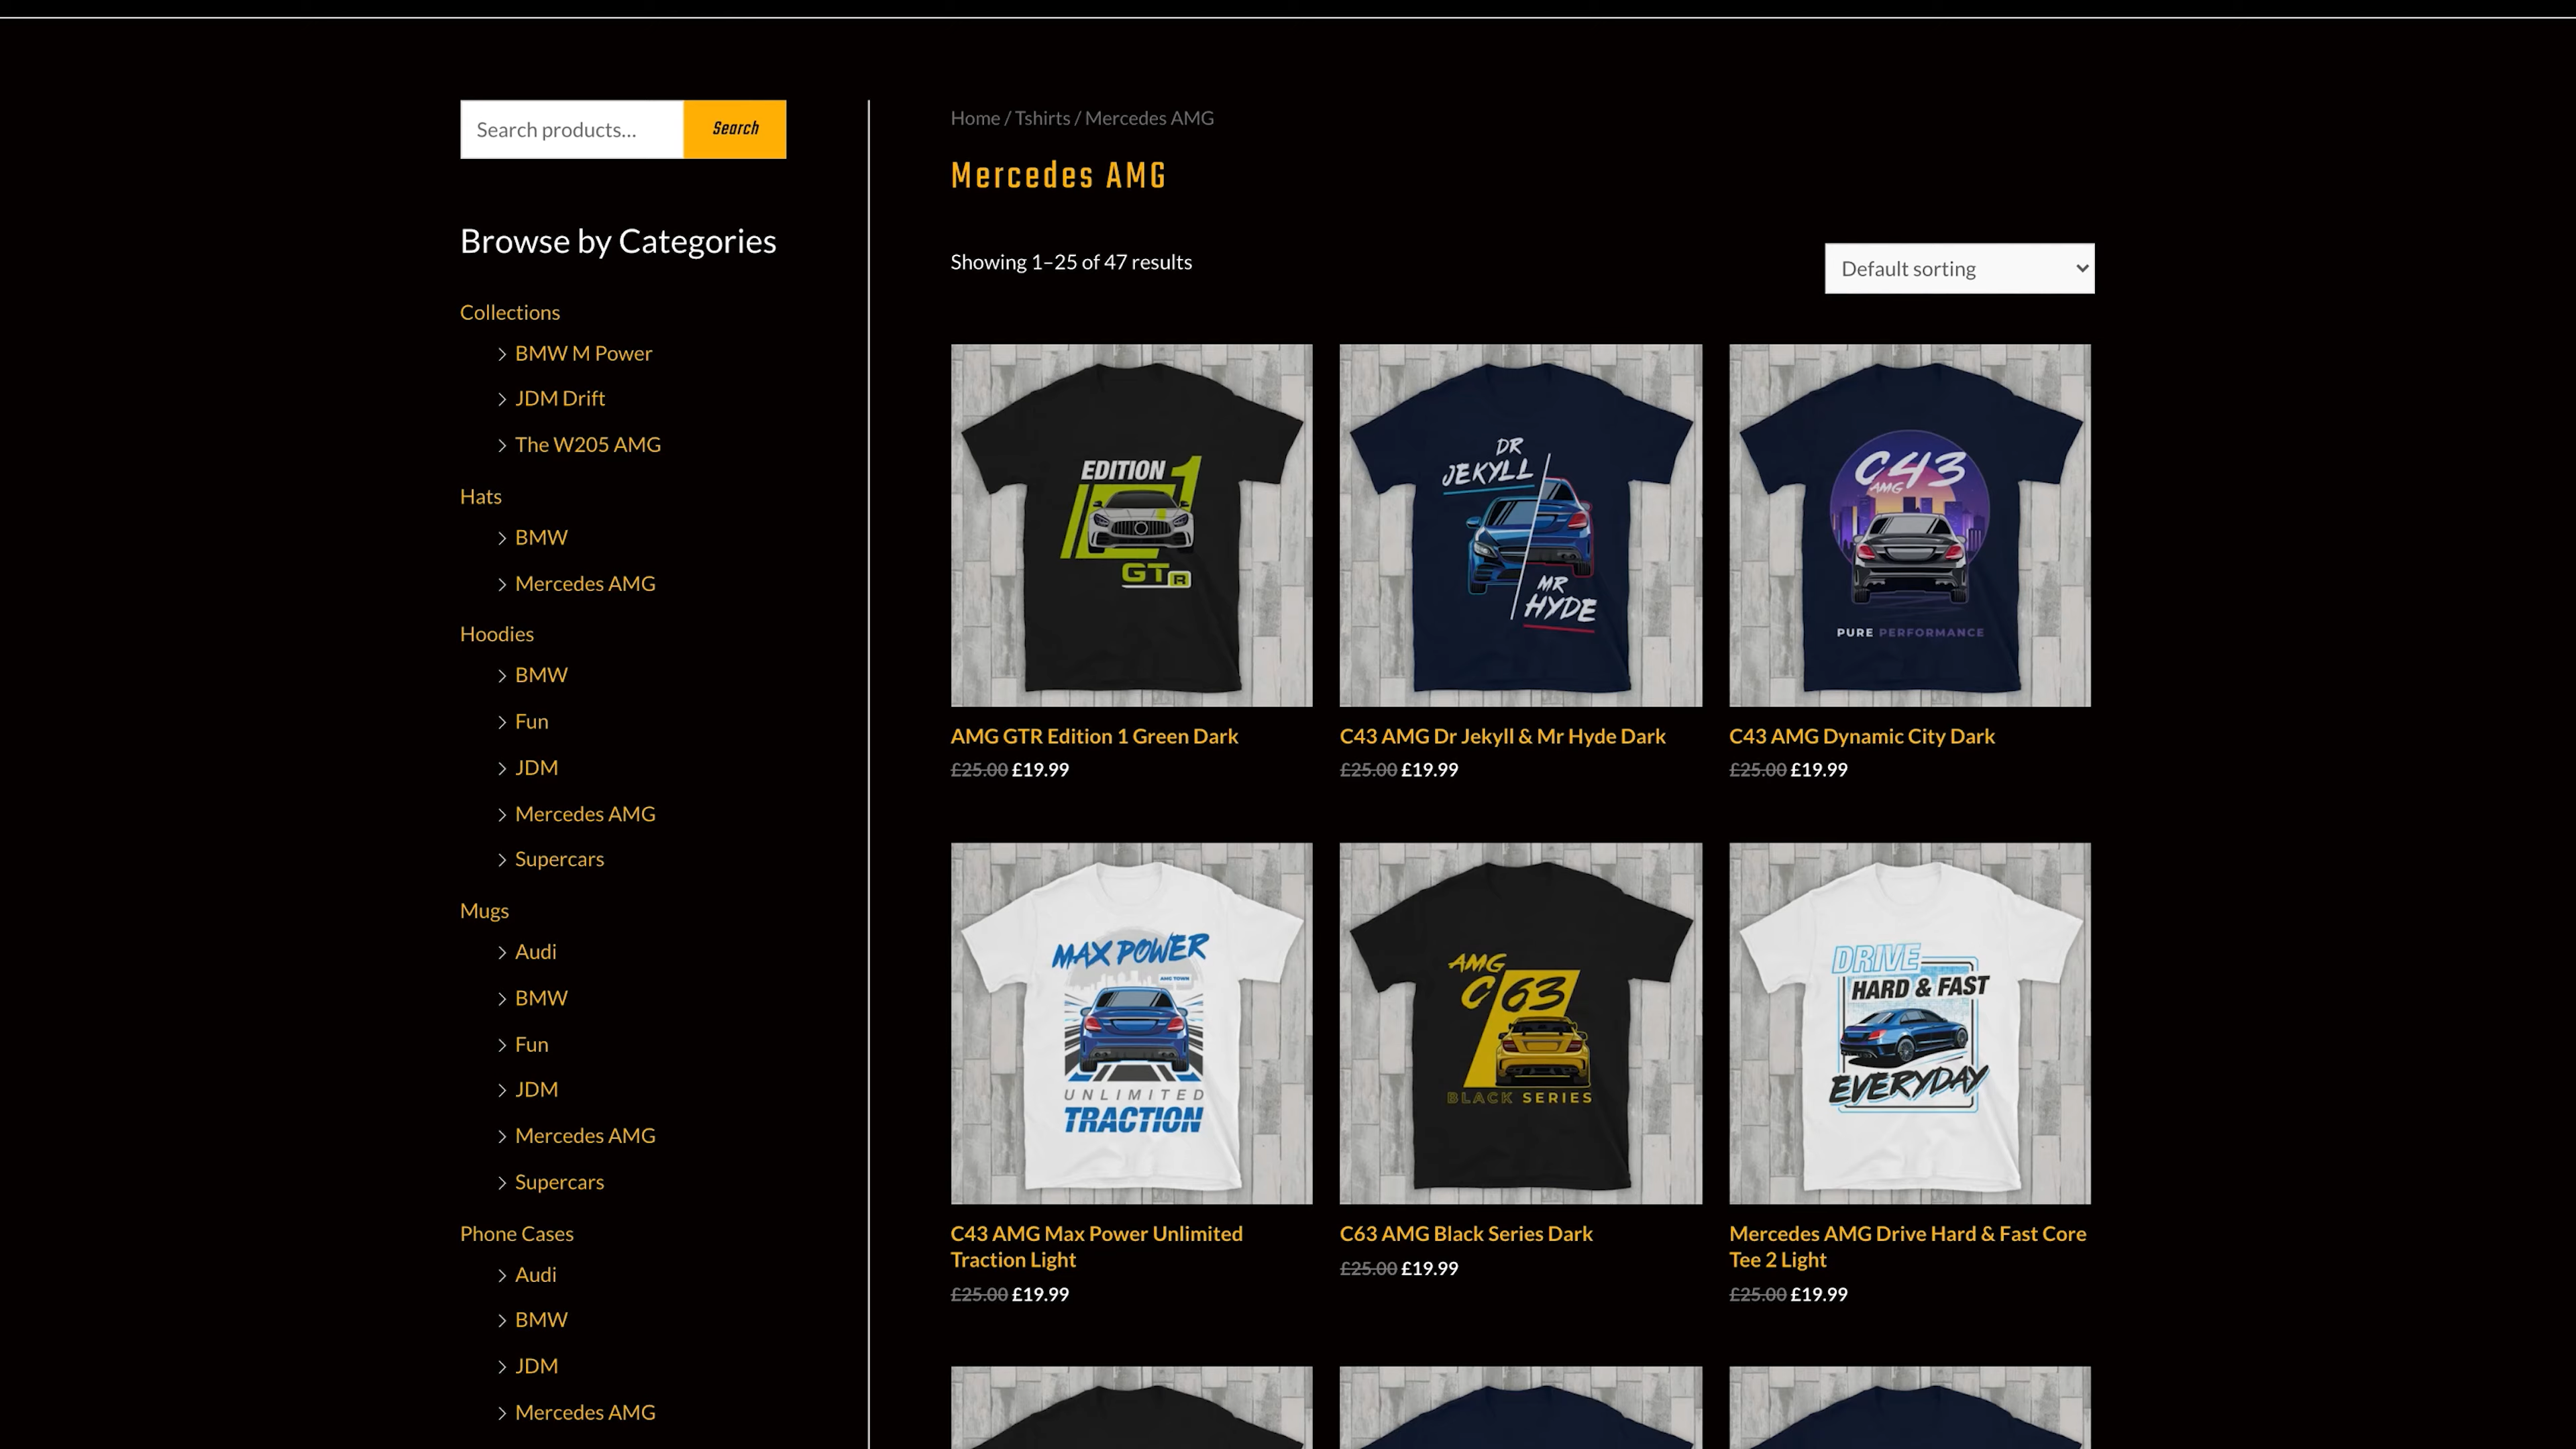 Search products...
Search
Browse by Categories
Collections
BMW M Power
JDM Drift
The W205 AMG
Hats
BMW
Mercedes AMG
Hoodies
BMW
Fun
JDM
Mercedes AMG
Supercars
Mugs
Audi
BMW
Fun
JDM
Mercedes AMG
Supercars
Phone Cases
Audi
BMW
JDM
Mercedes AMG
Home / Tshirts / Mercedes AMG
Mercedes AMG
Showing 1–25 of 47 results
Default sorting
EDITION 1
GT R
AMG GTR Edition 1 Green Dark
£25.00 £19.99
DR
JEKYLL
MR
HYDE
C43 AMG Dr Jekyll & Mr Hyde Dark
£25.00 £19.99
C43
AMG
PURE PERFORMANCE
C43 AMG Dynamic City Dark
£25.00 £19.99
MAX POWER
AMG TOWN
UNLIMITED
TRACTION
C43 AMG Max Power Unlimited
Traction Light
£25.00 £19.99
AMG
C 63
BLACK SERIES
C63 AMG Black Series Dark
£25.00 £19.99
DRIVE
HARD & FAST
EVERYDAY
Mercedes AMG Drive Hard & Fast Core
Tee 2 Light
£25.00 £19.99